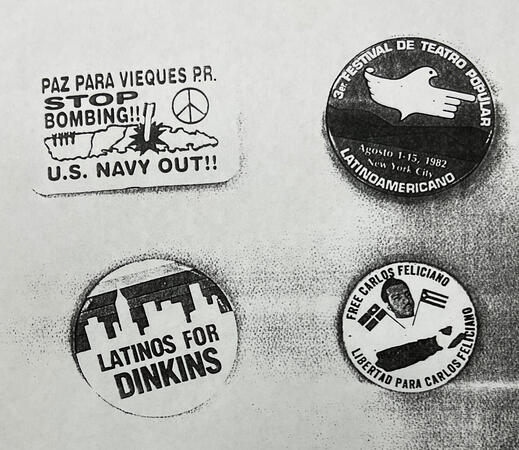 PAZ PARA VIEQUES P.R.
STOP
BOMBING!!
U.S. NAVY OUT!!
3er FESTIVAL DE TEATRO POPULAR
Agosto 1-15, 1982
New York City
LATINOAMERICANO
LATINOS FOR
DINKINS
FREE CARLOS FELICIANO
LIBERTAD PARA CARLOS FELICIANO